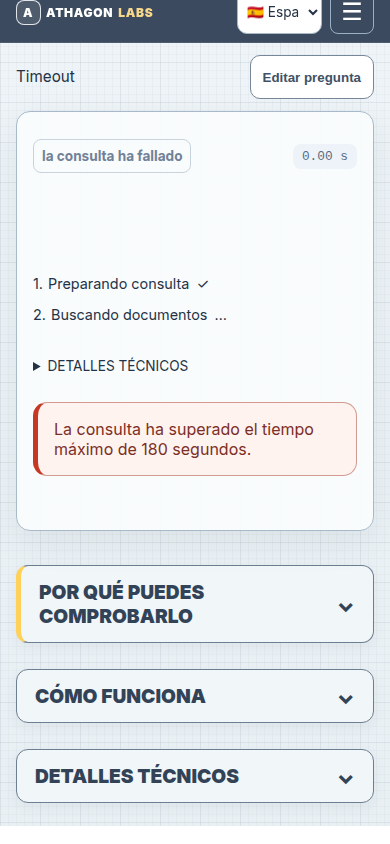 A ATHAGON LABS
🇪🇸 Espa
Timeout
Editar pregunta
la consulta ha fallado
0.00 s
1. Preparando consulta ✓
2. Buscando documentos ...
▶ DETALLES TÉCNICOS
La consulta ha superado el tiempo
máximo de 180 segundos.
POR QUÉ PUEDES
COMPROBARLO
CÓMO FUNCIONA
DETALLES TÉCNICOS